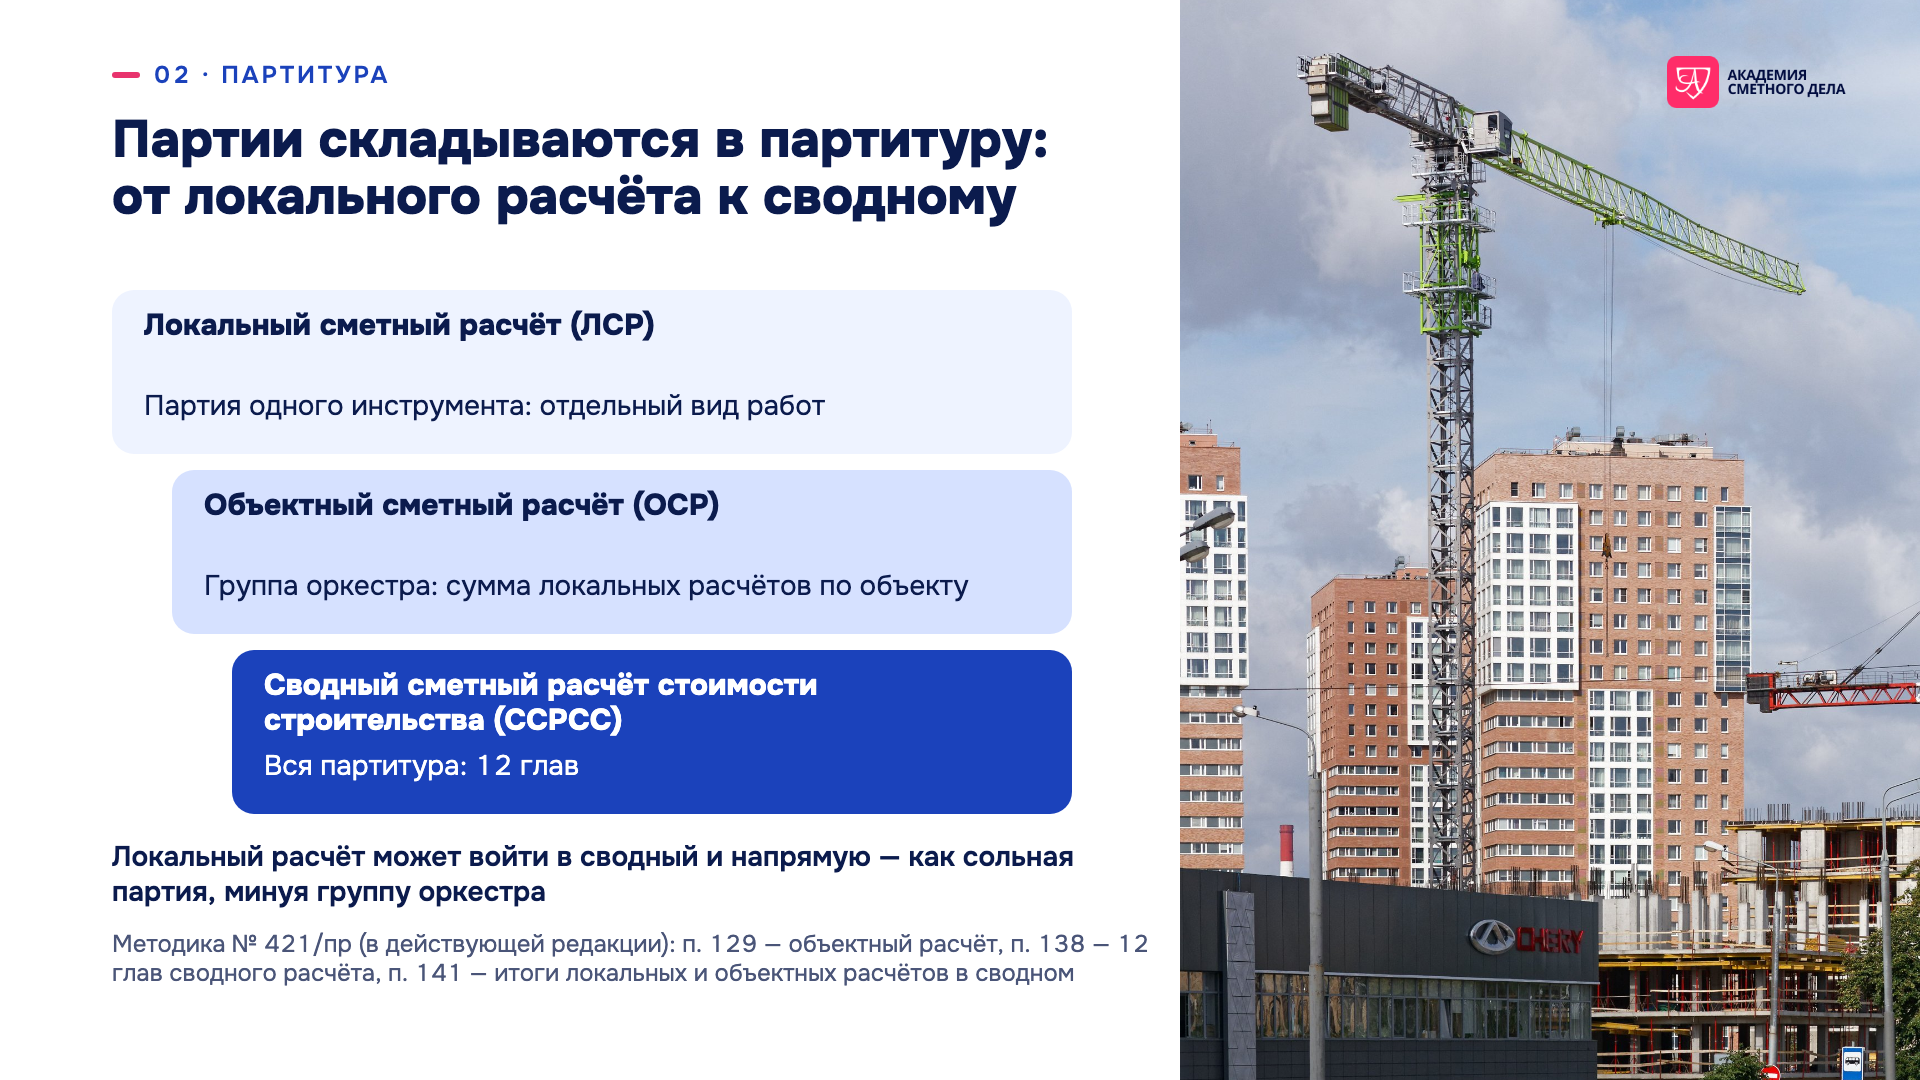 02 · ПАРТИТУРА
Партии складываются в партитуру:
от локального расчёта к сводному
Локальный сметный расчёт (ЛСР)
Партия одного инструмента: отдельный вид работ
Объектный сметный расчёт (ОСР)
Группа оркестра: сумма локальных расчётов по объекту
Сводный сметный расчёт стоимости
строительства (ССРСС)
Вся партитура: 12 глав
Локальный расчёт может войти в сводный и напрямую — как сольная
партия, минуя группу оркестра
Методика № 421/пр (в действующей редакции): п. 129 — объектный расчёт, п. 138 — 12
глав сводного расчёта, п. 141 — итоги локальных и объектных расчётов в сводном
АКАДЕМИЯ
СМЕТНОГО ДЕЛА
CHERY